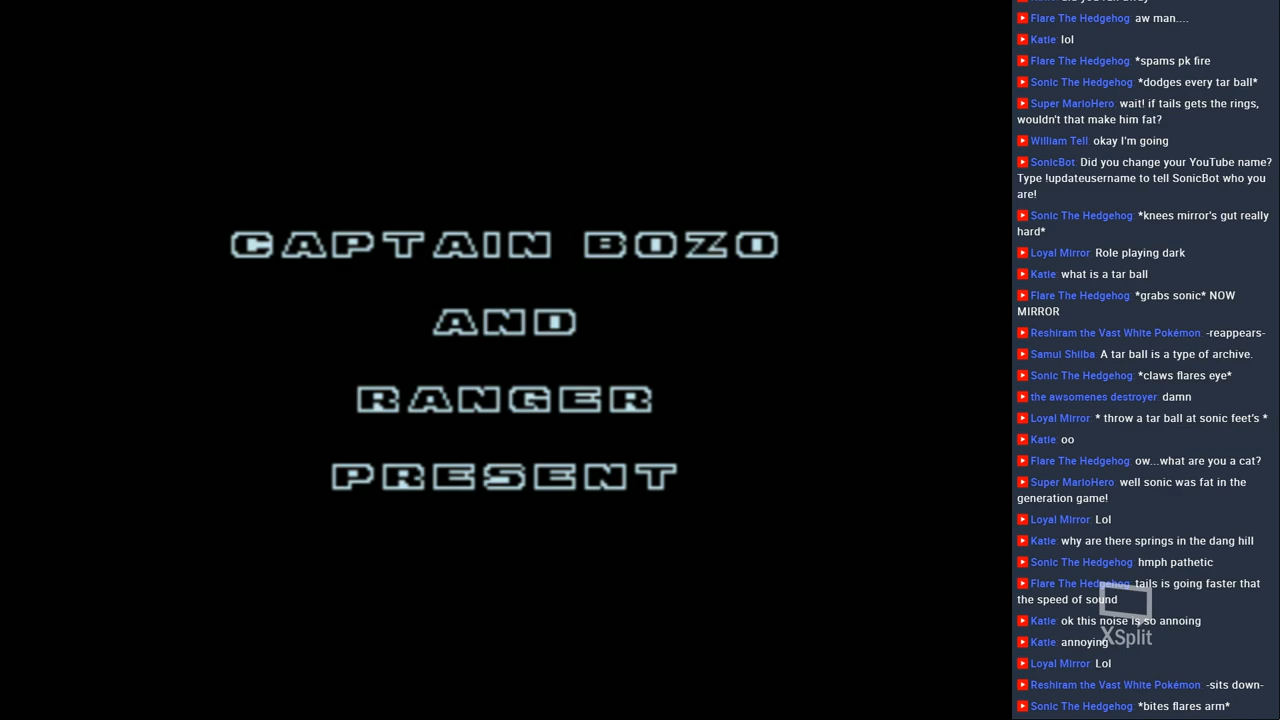 CAPTAIN BOZO
AND
RANGER
PRESENT
Flare The Hedgehog: aw man....
Katie: lol
Flare The Hedgehog: *spams pk fire
Sonic The Hedgehog: *dodges every tar ball*
Super MarioHero: wait! if tails gets the rings,
wouldn't that make him fat?
William Tell: okay I'm going
SonicBot: Did you change your YouTube name?
Type !updateusername to tell SonicBot who you
are!
Sonic The Hedgehog: *knees mirror's gut really
hard*
Loyal Mirror: Role playing dark
Katie: what is a tar ball
Flare The Hedgehog: *grabs sonic* NOW
MIRROR
Reshiram the Vast White Pokémon: -reappears-
Samui Shiiba: A tar ball is a type of archive.
Sonic The Hedgehog: *claws flares eye*
the awsomenes destroyer: damn
Loyal Mirror: * throw a tar ball at sonic feet's *
Katie: oo
Flare The Hedgehog: ow...what are you a cat?
Super MarioHero: well sonic was fat in the
generation game!
Loyal Mirror: Lol
Katie: why are there springs in the dang hill
Sonic The Hedgehog: hmph pathetic
Flare The Hedgehog: tails is going faster that
the speed of sound
Katie: ok this noise is so annoing
XSplit
Katie: annoying
Loyal Mirror: Lol
Reshiram the Vast White Pokémon: -sits down-
Sonic The Hedgehog: *bites flares arm*